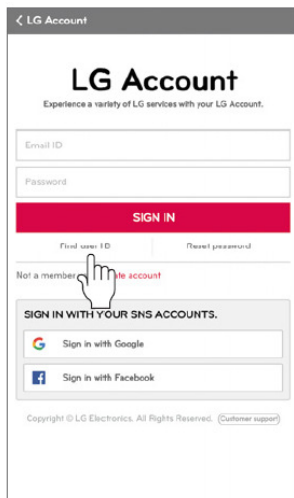 < LG Account
LG Account
Experience a variety of LG services with your LG Account.
Email ID
Password
SIGN IN
Find user ID
Reset password
Not a member ate account
SIGN IN WITH YOUR SNS ACCOUNTS.
G Sign in with Google
f Sign in with Facebook
Copyright © LG Electronics. All Rights Reserved. Customer support